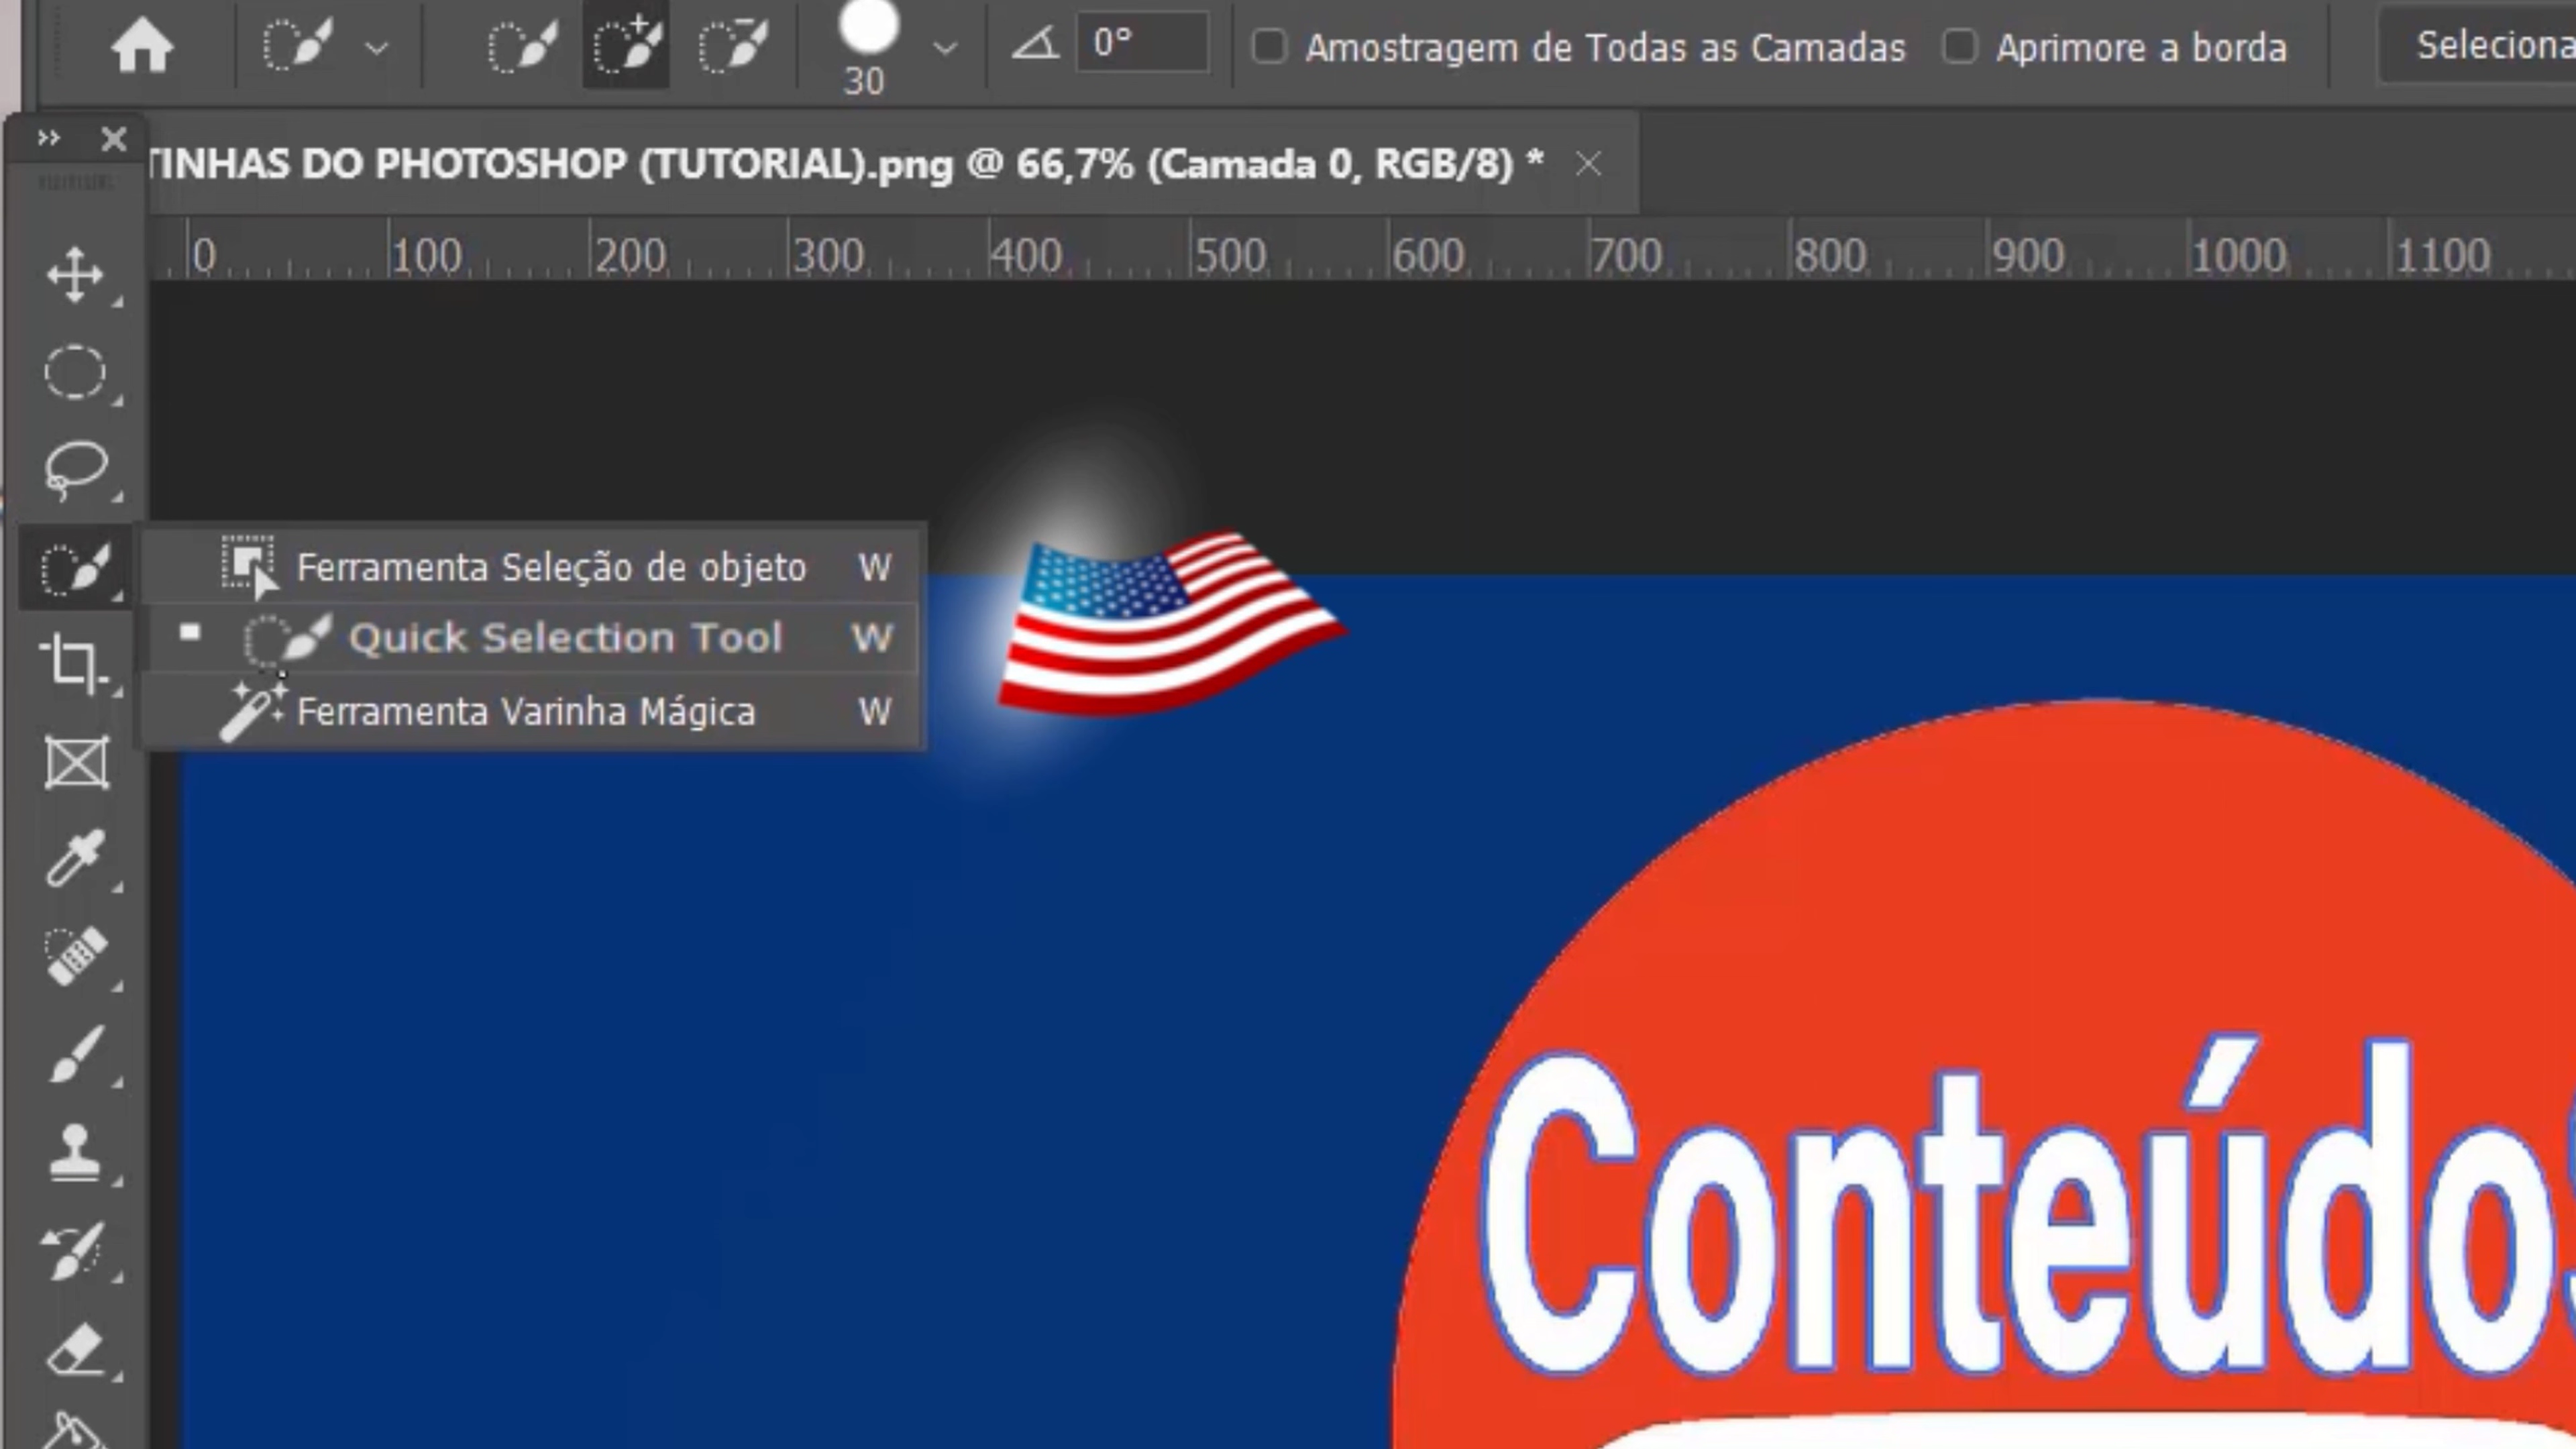 30
0°
Amostragem de Todas as Camadas
Aprimore a borda
Seleciona
TINHAS DO PHOTOSHOP (TUTORIAL).png @ 66,7% (Camada 0, RGB/8) *
0 100 200 300 400 500 600 700 800 900 1000 1100
Ferramenta Seleção de objeto W
Quick Selection Tool W
Ferramenta Varinha Mágica W
Conteúdos